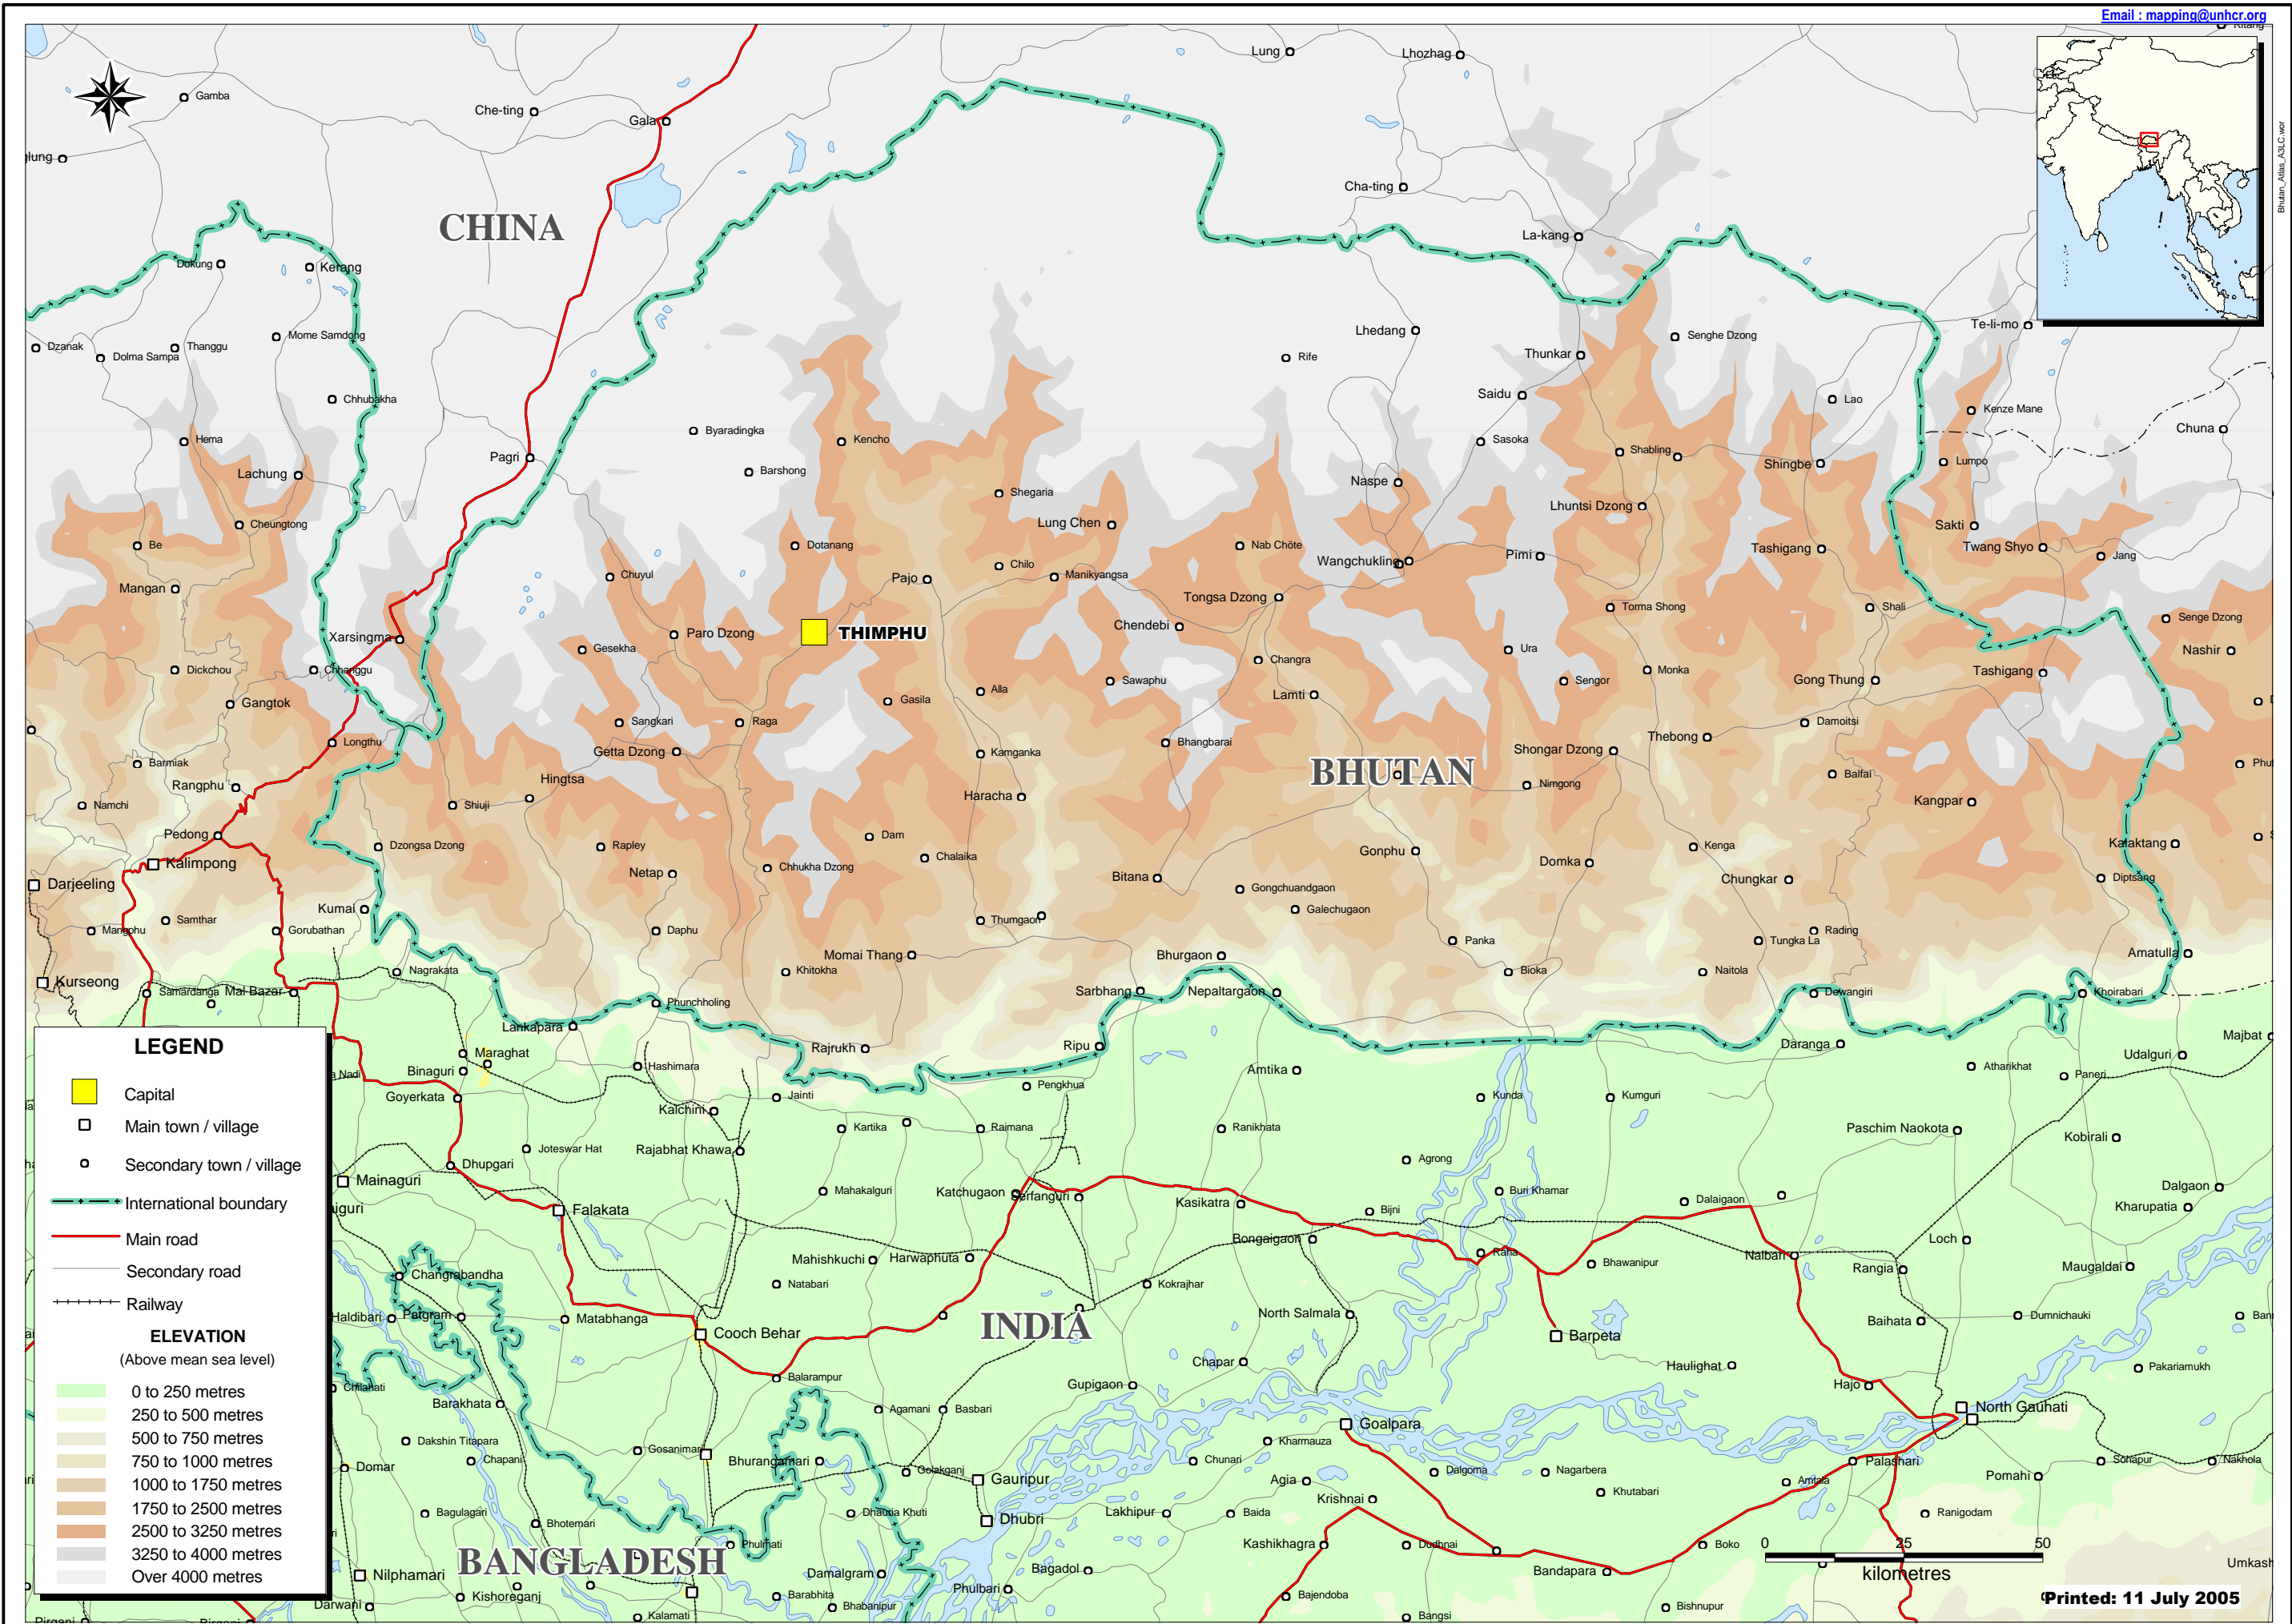 Email : mapping@unhcr.org
Bhutan_Atlas_A3LC.wor
Lung
Lhozhag
Gamba
Che-ting
Gala
Cha-ting
CHINA
La-kang
Dokung
Kerang
Te-li-mo
Mome Samdong
Lhedang
Senghe Dzong
Dzanak
Dolma Sampa
Thanggu
Rife
Thunkar
Saidu
Chhubakha
Lao
Kenze Mane
Byaradingka
Kencho
Hema
Sasoka
Chuna
Pagri
Barshong
Shabling
Shingbe
Lumpo
Lachung
Naspe
Shegaria
Lhuntsi Dzong
Cheungtong
Lung Chen
Sakti
Be
Dotanang
Nab Chöte
Wangchukling
Pimi
Tashigang
Twang Shyo
Jang
Mangan
Chuyul
Pajo
Chilo
Manikyangsa
Tongsa Dzong
Torma Shong
Shali
Senge Dzong
Xarsingma
Paro Dzong
THIMPHU
Chendebi
Gesekha
Ura
Nashir
Dickchou
Chhanggu
Changra
Monka
Tashigang
Gangtok
Alla
Gasila
Sawaphu
Lamti
Sengor
Gong Thung
Longthu
Sangkari
Raga
Bhangbarai
Thebong
Damoitsi
Getta Dzong
Kamganka
Shongar Dzong
Barmiak
BHUTAN
Rangphu
Hingtsa
Nimgong
Balfai
Namchi
Shiuji
Haracha
Kangpar
Pedong
Dam
Kalaktang
Kalimpong
Dzongsa Dzong
Rapley
Chalaika
Gonphu
Domka
Kenga
Darjeeling
Netap
Chhukha Dzong
Bitana
Gongchuandgaon
Chungkar
Diptsang
Samthar
Kumai
Thumgaon
Galechugaon
Mangphu
Gorubathan
Daphu
Panka
Tungka La
Rading
Momai Thang
Bhurgaon
Amatulla
Kurseong
Nagrakata
Khitokha
Bioka
Naitola
Samardanga
Mal Bazar
Phunchholing
Sarbhang
Nepaltargaon
Dewangiri
Khoirabari
Lankapara
Rajrukh
Ripu
Daranga
Majbat
Maraghat
Udalguri
Binaguri
Hashimara
Amtika
Atharikhat
Paneri
Goyerkata
Kalchini
Jainti
Pengkhua
Kunda
Kumguri
Kartika
Raimana
Ranikhata
Paschim Naokota
Kobirali
Dhupgari
Joteswar Hat
Rajabhat Khawa
Agrong
Mainaguri
Mahakalguri
Katchugaon
Serfanguri
Kasikatra
Buri Khamar
Dalaigaon
Dalgaon
Kharupatia
Falakata
Bijni
Bongaigaon
Loch
Mahishkuchi
Harwaphuta
Raha
Bhawanipur
Nalbari
Rangia
Maugaldai
Changrabandha
Natabari
Kokrajhar
Haldibari
Patgram
Matabhanga
INDIA
North Salmala
Baihata
Dumnichauki
Cooch Behar
Barpeta
Chapar
Haulighat
Pakariamukh
Chilahati
Balarampur
Gupigaon
Hajo
Barakhata
Agamani
Basbari
Goalpara
North Gauhati
Dakshin Titapara
Gosanimari
Kharmauza
Domar
Chapani
Bhurangamari
Golakganj
Gauripur
Chunari
Agia
Dalgoma
Nagarbera
Amtala
Palashari
Pomahi
Sonapur
Nakhola
Krishnai
Khutabari
Bagulagari
Bhotemari
Dhauria Khuti
Dhubri
Lakhipur
Baida
Ranigodam
BANGLADESH
Phulmati
Kashikhagra
Dudhnai
Boko
Nilphamari
Damalgram
Bagadol
Bandapara
Kishoreganj
Barabhita
Bhabanipur
Phulbari
Bajendoba
Darwani
Kalamati
Bangsi
Bishnupur
LEGEND
Capital
Main town / village
Secondary town / village
International boundary
Main road
Secondary road
Railway
ELEVATION
(Above mean sea level)
0 to 250 metres
250 to 500 metres
500 to 750 metres
750 to 1000 metres
1000 to 1750 metres
1750 to 2500 metres
2500 to 3250 metres
3250 to 4000 metres
Over 4000 metres
0 25 50
kilometres
Printed: 11 July 2005